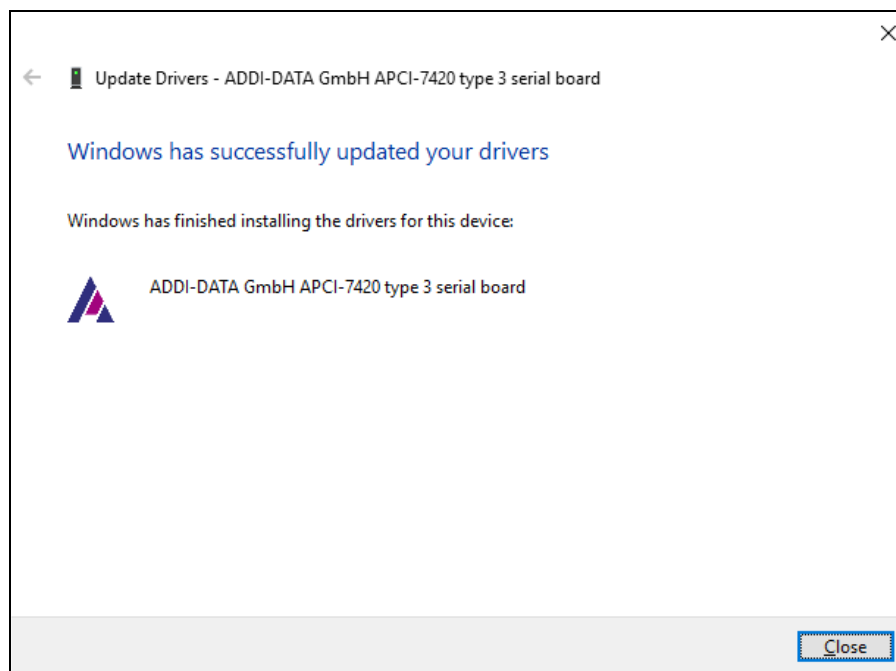 Update Drivers - ADDI-DATA GmbH APCI-7420 type 3 serial board
Windows has successfully updated your drivers
Windows has finished installing the drivers for this device:
ADDI-DATA GmbH APCI-7420 type 3 serial board
Close